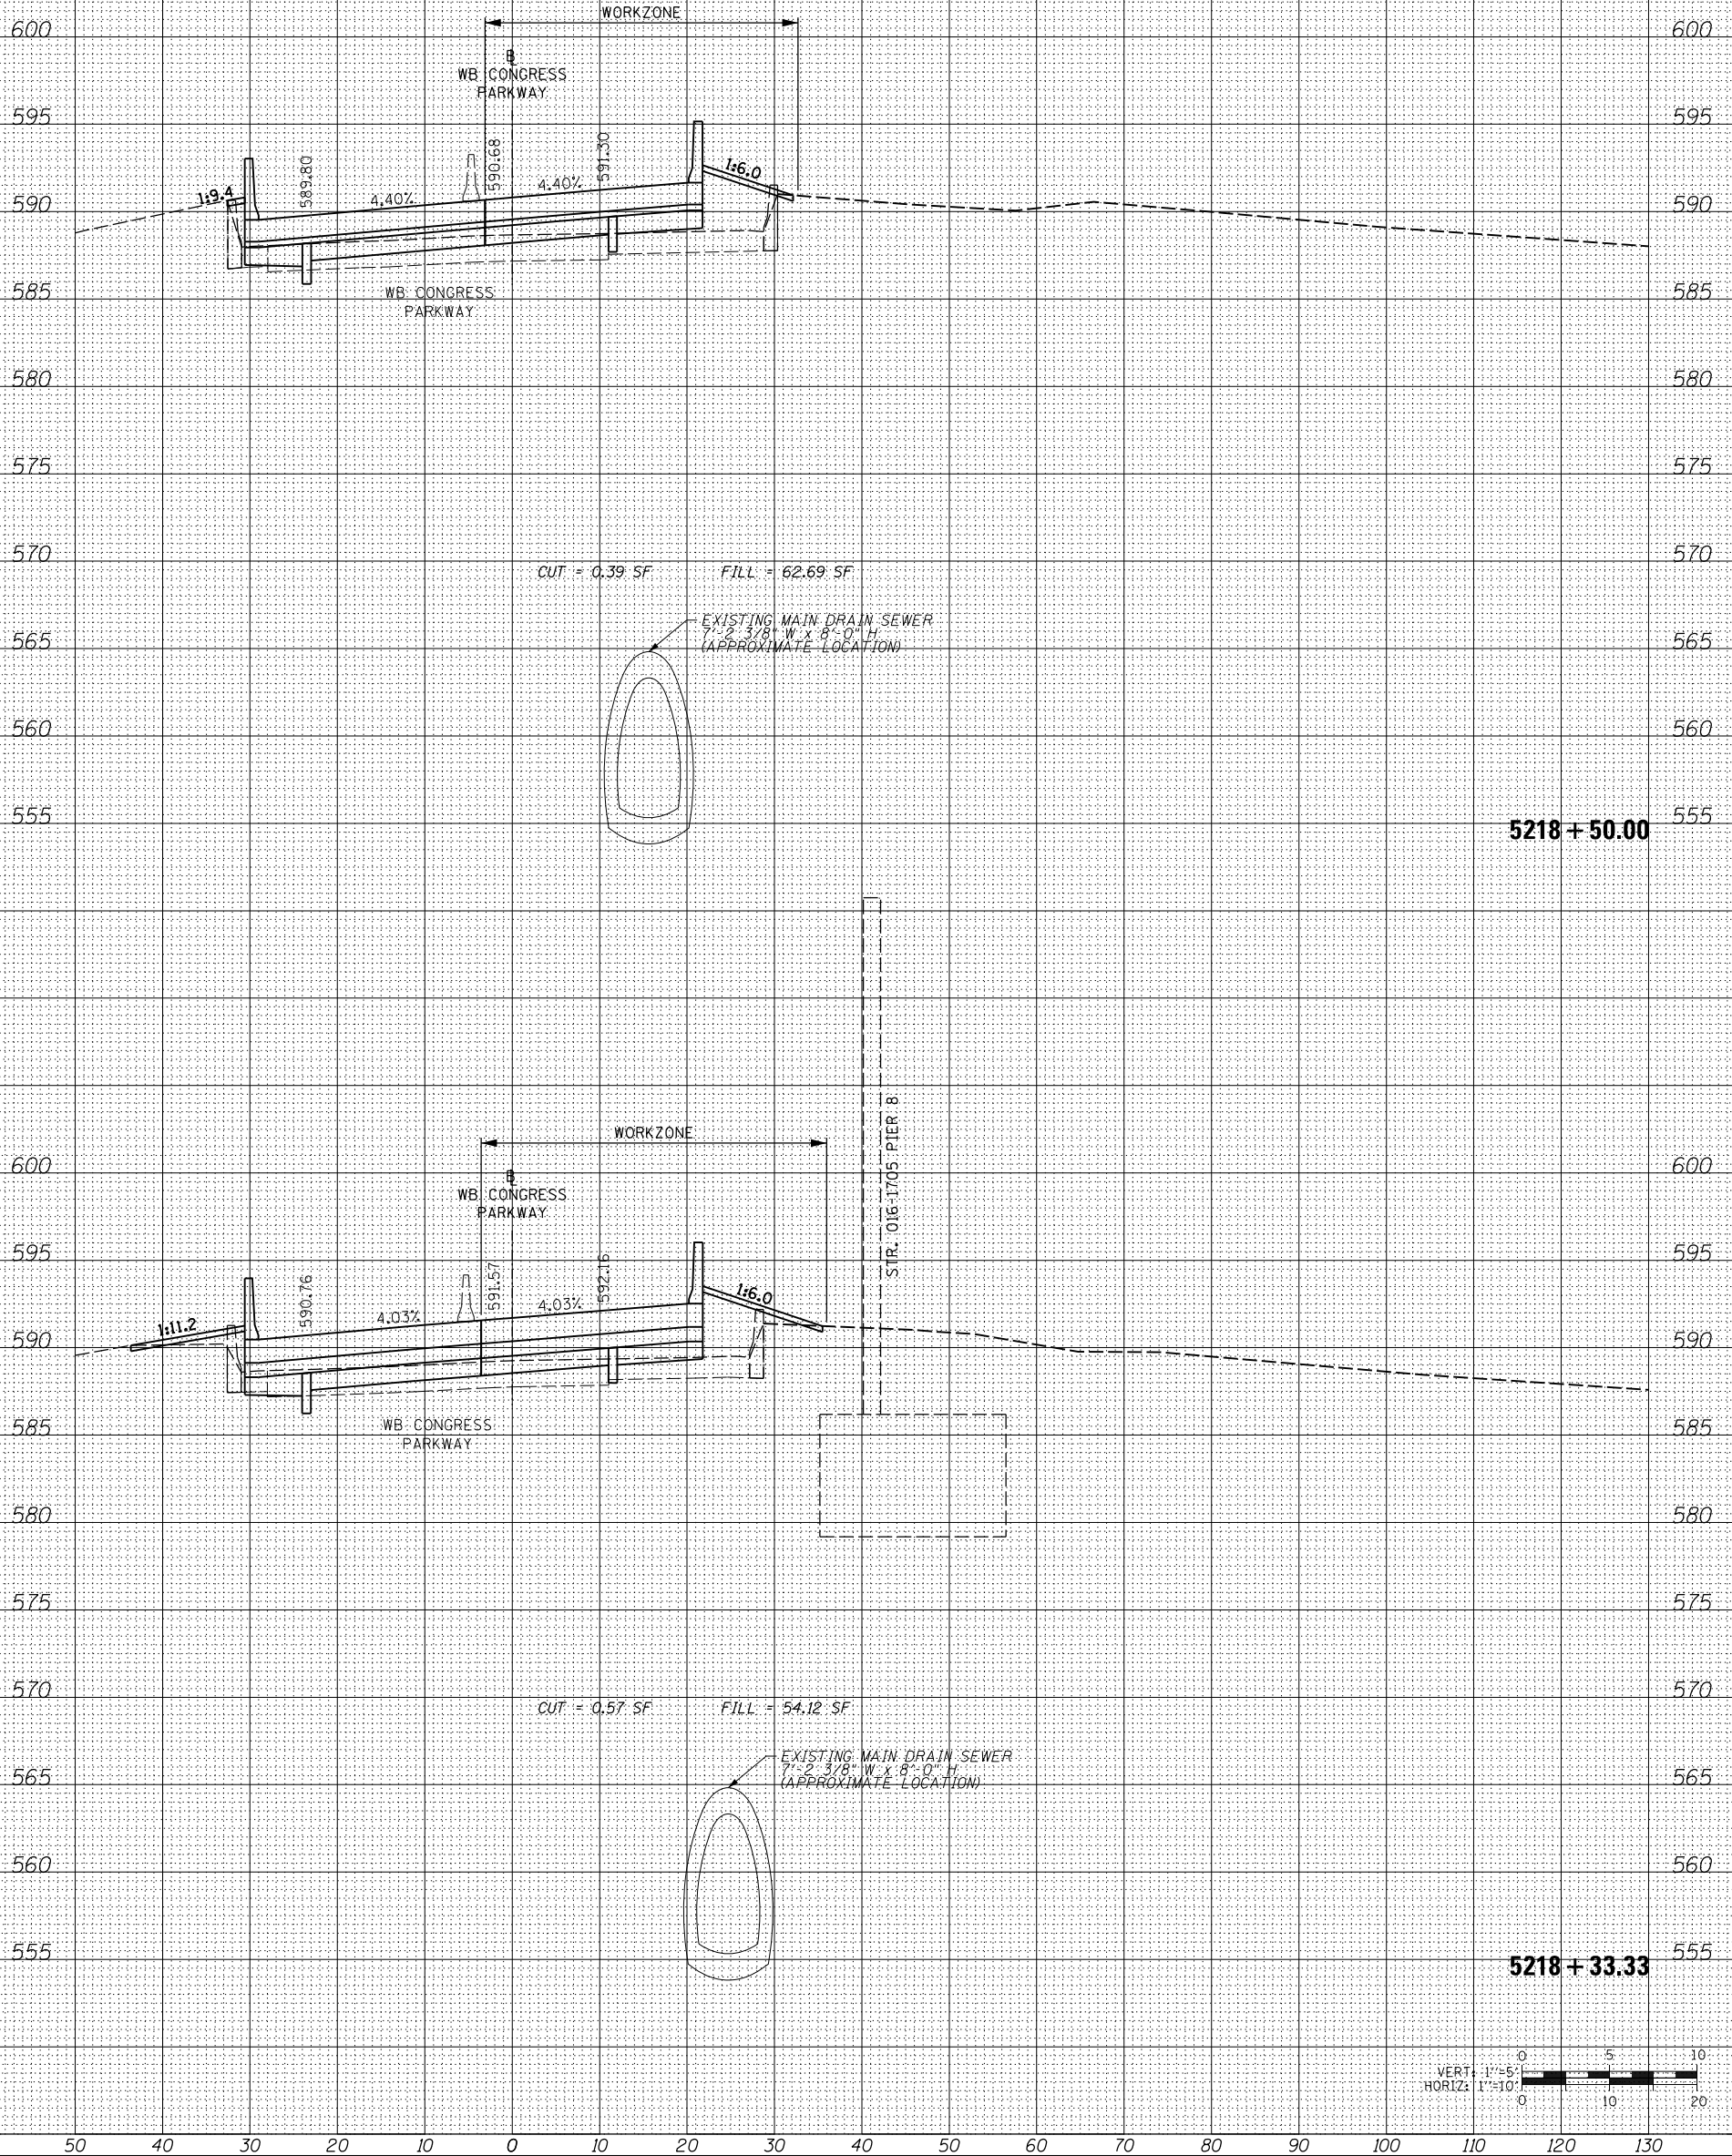 WORKZONE
600 600
℄
WB CONGRESS
PARKWAY
595 595
589.80 590.68 591.30
1:9.4 4.40% 4.40% 1:6.0
590 590
WB CONGRESS
PARKWAY
585 585
580 580
575 575
570 570
CUT = 0.39 SF FILL = 62.69 SF
EXISTING MAIN DRAIN SEWER
7'-2 3/8" W x 8'-0" H
(APPROXIMATE LOCATION)
565 565
560 560
555 555
5218+50.00
STR. 016-1705 PIER 8
WORKZONE
600 600
℄
WB CONGRESS
PARKWAY
595 595
590.76 591.57 592.16
1:11.2 4.03% 4.03% 1:6.0
590 590
WB CONGRESS
PARKWAY
585 585
580 580
575 575
570 570
CUT = 0.57 SF FILL = 54.12 SF
EXISTING MAIN DRAIN SEWER
7'-2 3/8" W x 8'-0" H
(APPROXIMATE LOCATION)
565 565
560 560
555 555
5218+33.33
0 5 10
VERT: 1"=5'
HORIZ: 1"=10'
0 10 20
50 40 30 20 10 0 10 20 30 40 50 60 70 80 90 100 110 120 130